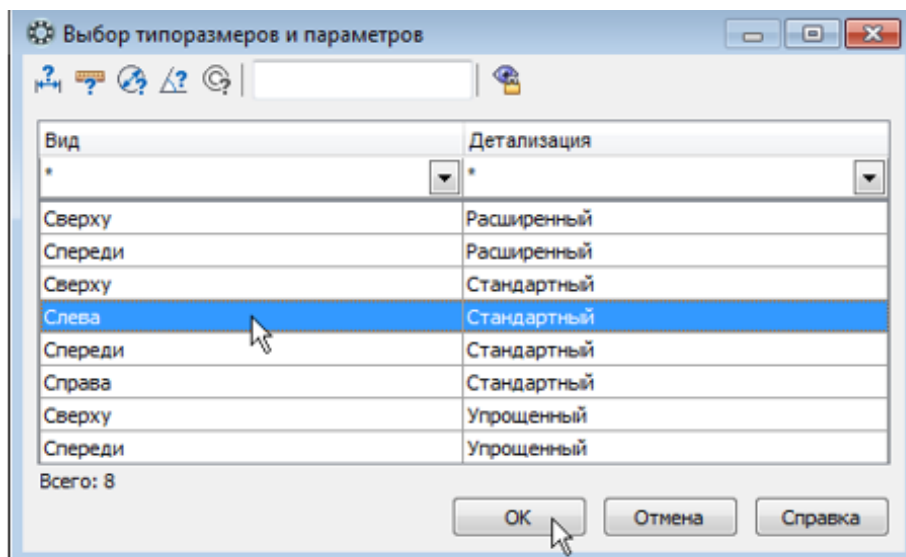 Выбор типоразмеров и параметров
Вид Детализация
* *
Сверху Расширенный
Спереди Расширенный
Сверху Стандартный
Слева Стандартный
Спереди Стандартный
Справа Стандартный
Сверху Упрощенный
Спереди Упрощенный
Всего: 8
ОК Отмена Справка